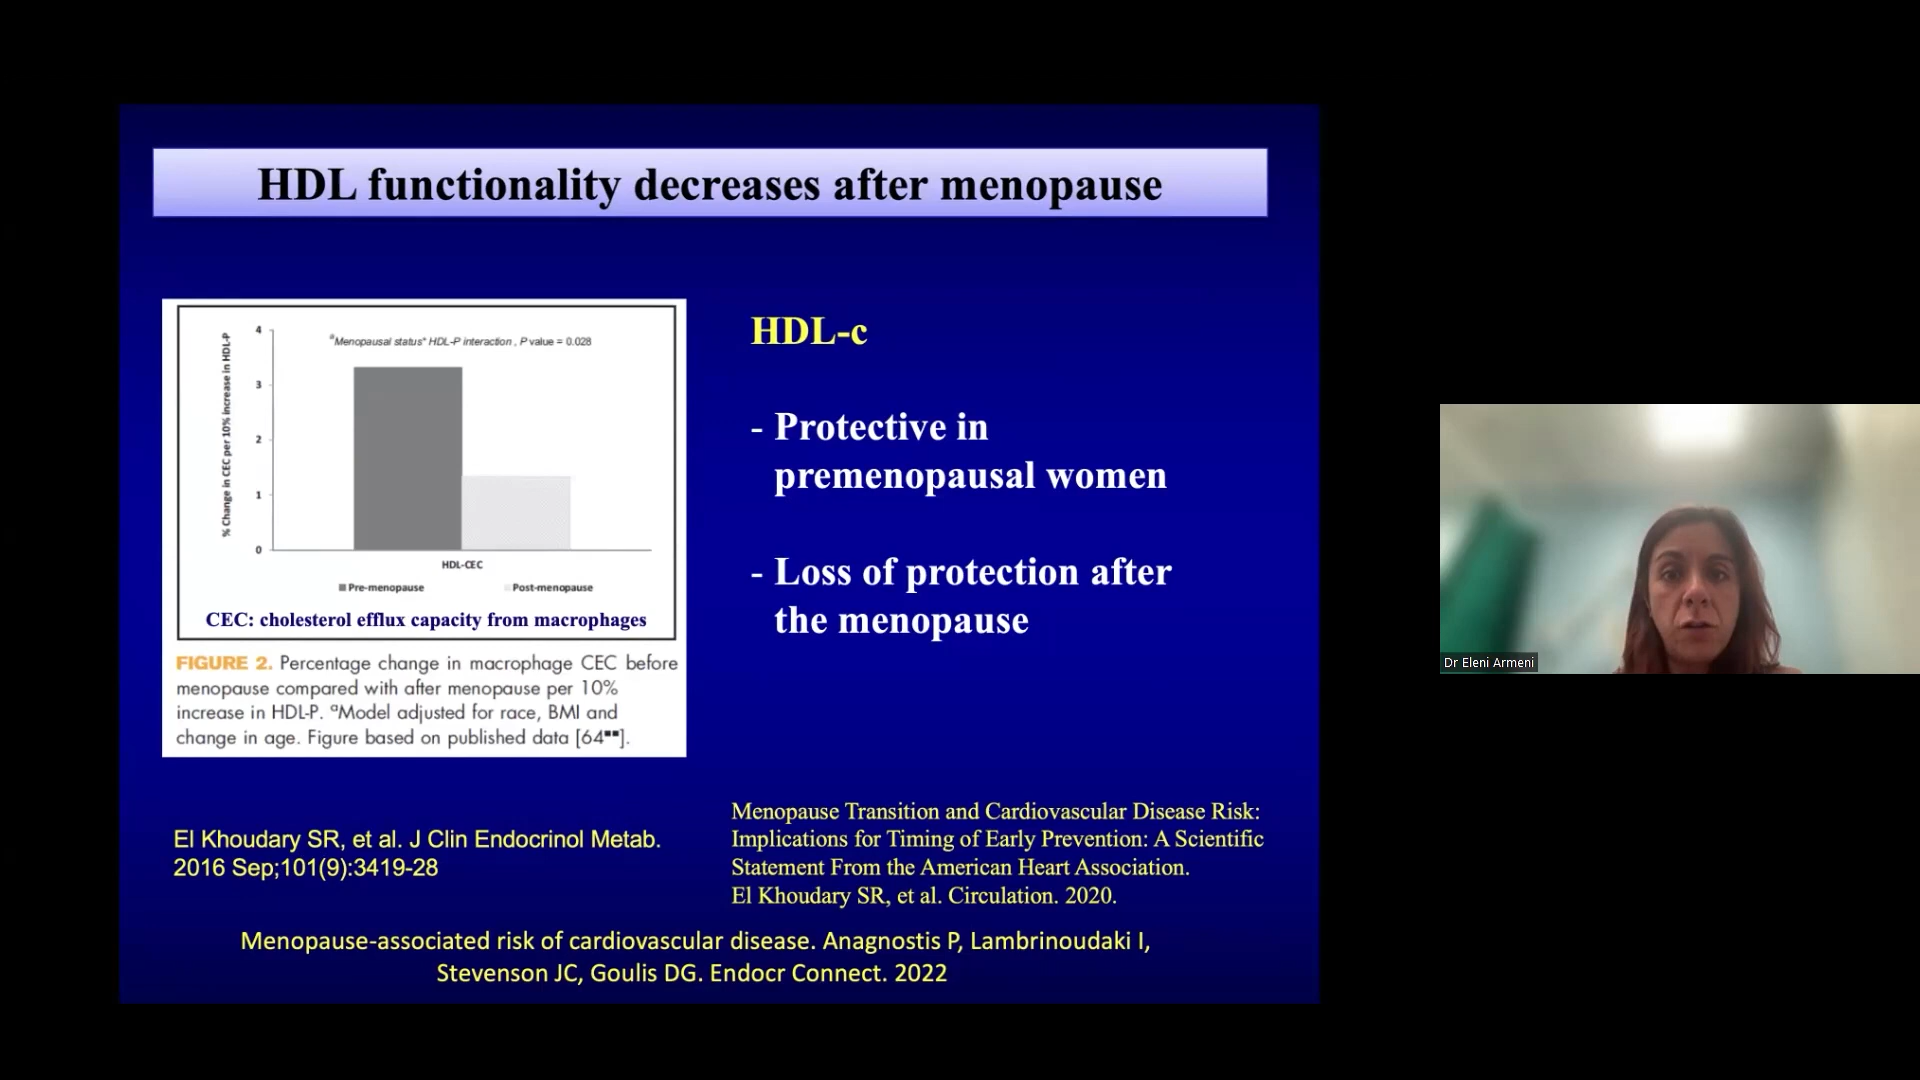 HDL functionality decreases after menopause
4
ᵃMenopausal status* HDL-P interaction , P value = 0.028
% Change in CEC per 10% increase in HDL-P
3
2
1
0
HDL-CEC
Pre-menopause Post-menopause
CEC: cholesterol efflux capacity from macrophages
FIGURE 2. Percentage change in macrophage CEC before
menopause compared with after menopause per 10%
increase in HDL-P. ᵃModel adjusted for race, BMI and
change in age. Figure based on published data [64▪▪].
HDL-c
- Protective in
premenopausal women
- Loss of protection after
the menopause
Dr Eleni Armeni
El Khoudary SR, et al. J Clin Endocrinol Metab.
2016 Sep;101(9):3419-28
Menopause Transition and Cardiovascular Disease Risk:
Implications for Timing of Early Prevention: A Scientific
Statement From the American Heart Association.
El Khoudary SR, et al. Circulation. 2020.
Menopause-associated risk of cardiovascular disease. Anagnostis P, Lambrinoudaki I,
Stevenson JC, Goulis DG. Endocr Connect. 2022